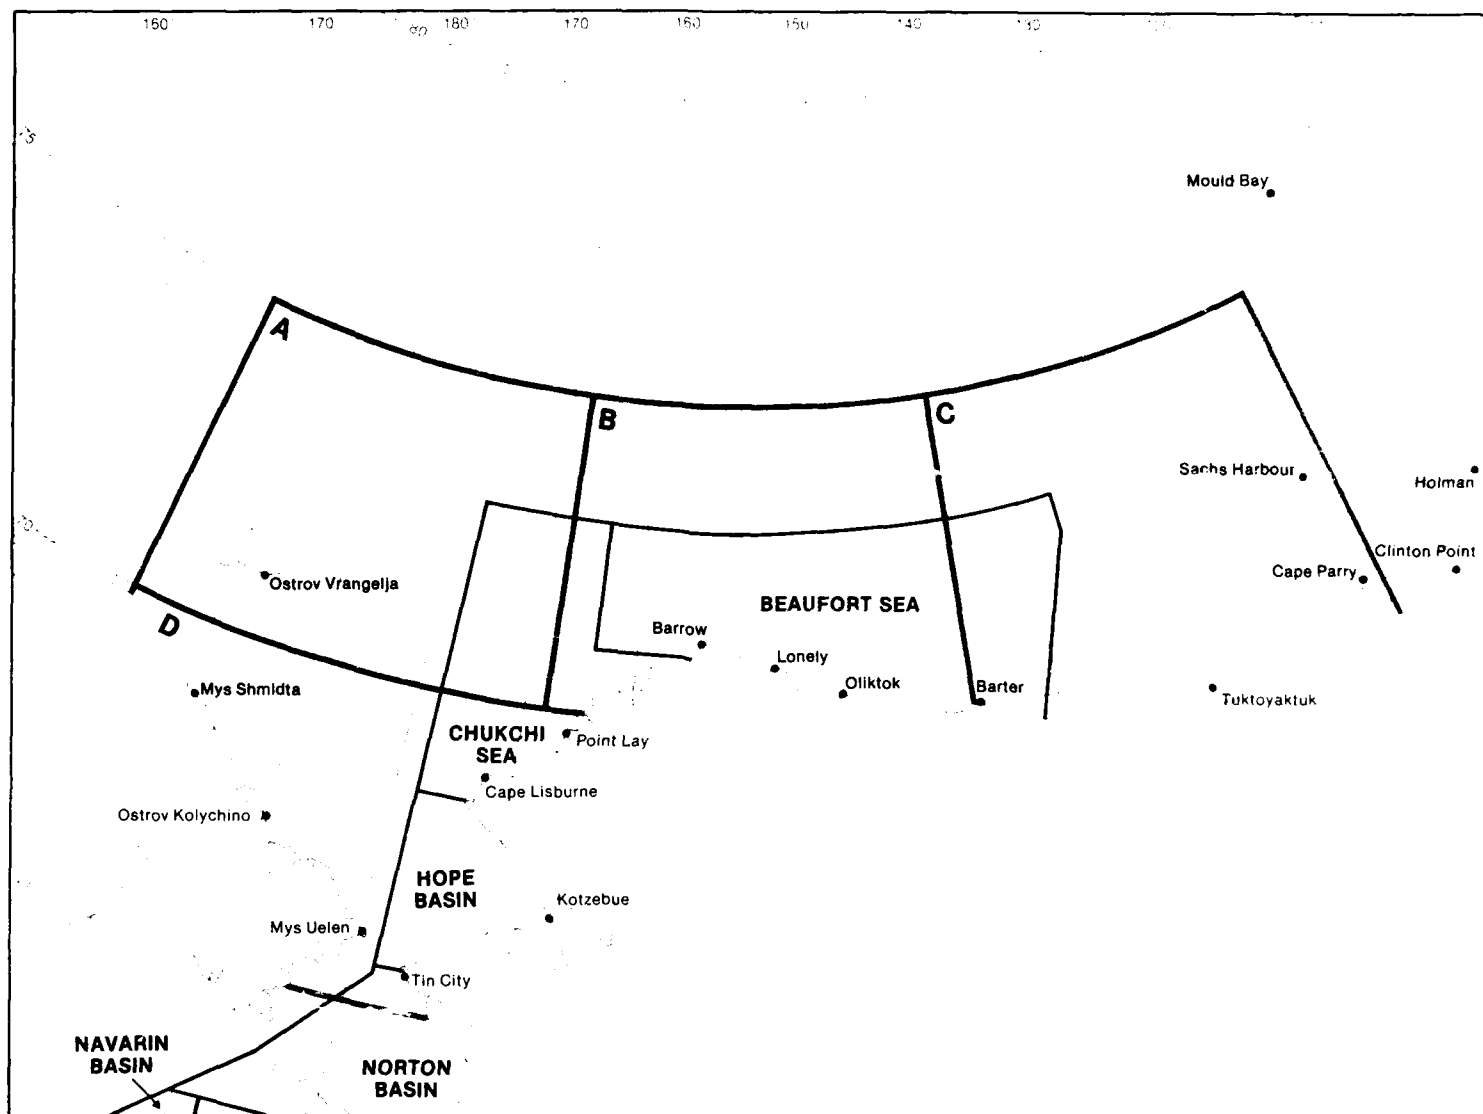 160 170 180 170 160 150 140 130
Mould Bay
A
B
C
Sachs Harbour
Holman
Clinton Point
Cape Parry
Ostrov Vrangelja
BEAUFORT SEA
D
Barrow
Lonely
Mys Shmidta
Oliktok
Barter
Tuktoyaktuk
CHUKCHI
SEA
Point Lay
Cape Lisburne
Ostrov Kolychino
HOPE
BASIN
Kotzebue
Mys Uelen
Tin City
NAVARIN
BASIN
NORTON
BASIN